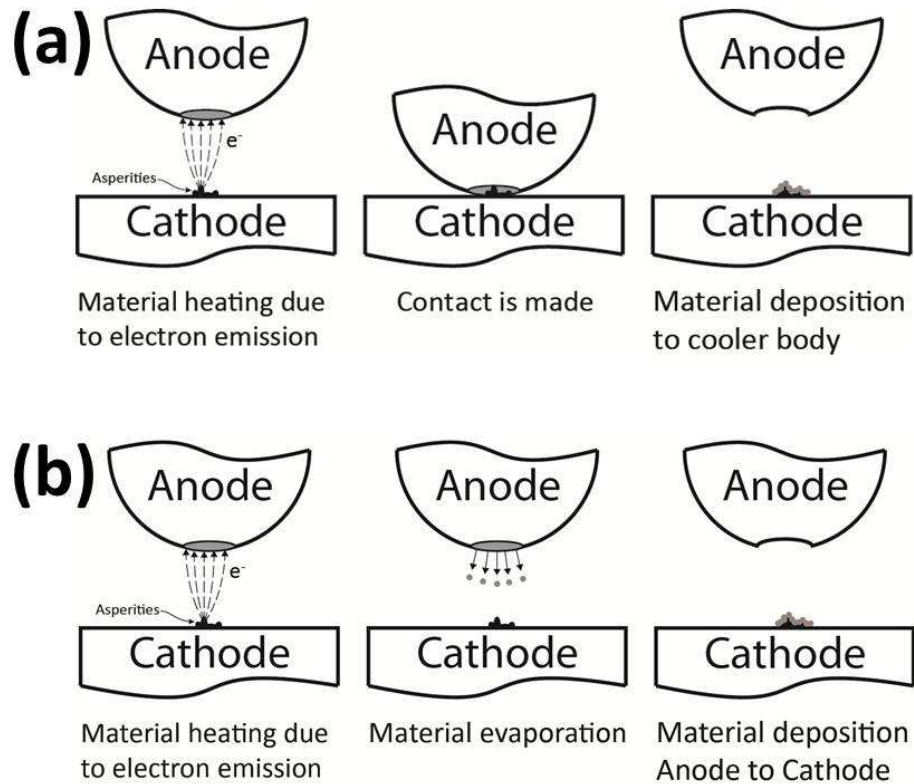 (a)
Anode
e-
Asperities
Cathode
Material heating due
to electron emission
Anode
Cathode
Contact is made
Anode
Cathode
Material deposition
to cooler body
(b)
Anode
e-
Asperities
Cathode
Material heating due
to electron emission
Anode
Cathode
Material evaporation
Anode
Cathode
Material deposition
Anode to Cathode